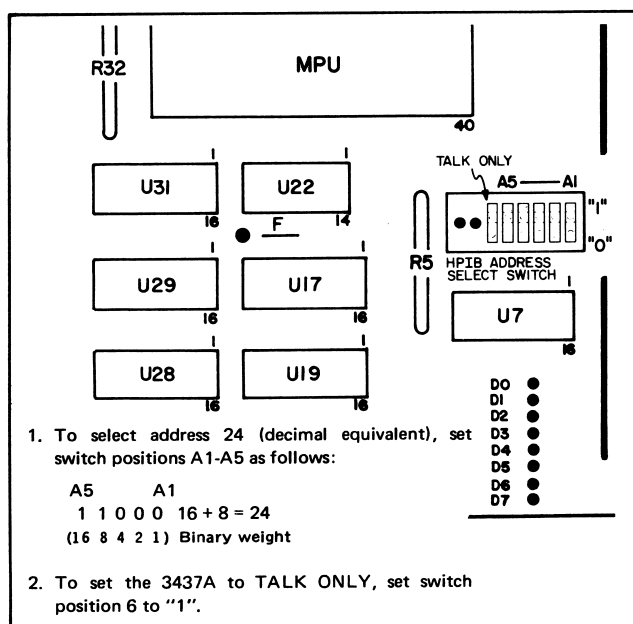 R32
MPU
40
TALK ONLY
A5 A1
"1"
"0"
1
U31
16
1
U22
14
F
R5
HPIB ADDRESS
SELECT SWITCH
1
U29
16
1
U17
16
1
U7
16
U28
16
U19
16
D0
D1
D2
D3
D4
D5
D6
D7
1. To select address 24 (decimal equivalent), set
switch positions A1-A5 as follows:
A5 A1
1 1 0 0 0 16 + 8 = 24
(16 8 4 2 1) Binary weight
2. To set the 3437A to TALK ONLY, set switch
position 6 to "1".